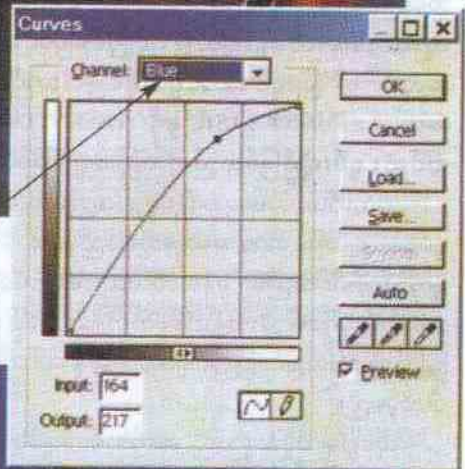 Curves
Channel: Blue
OK
Cancel
Load...
Save...
Auto
Preview
Input: 164
Output: 217